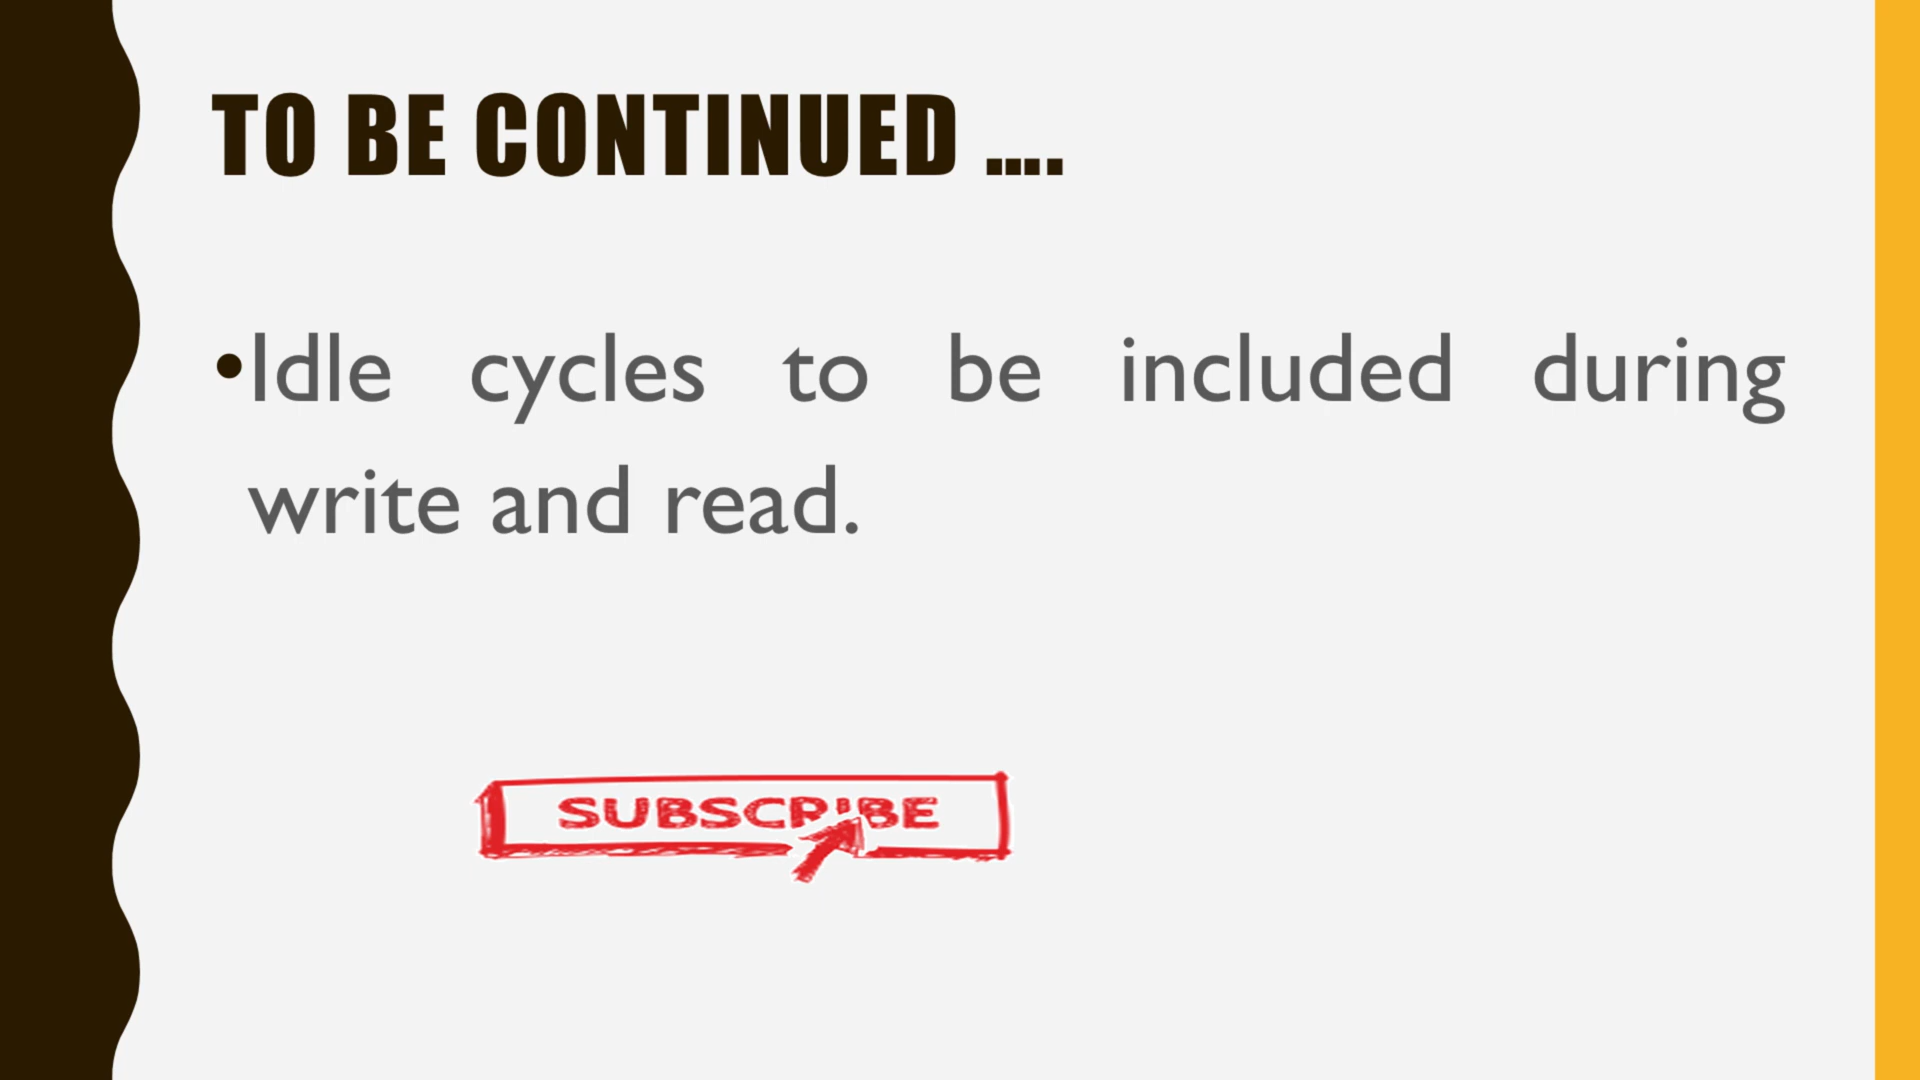 TO BE CONTINUED ....
•Idle cycles to be included during
write and read.
SUBSCRIBE